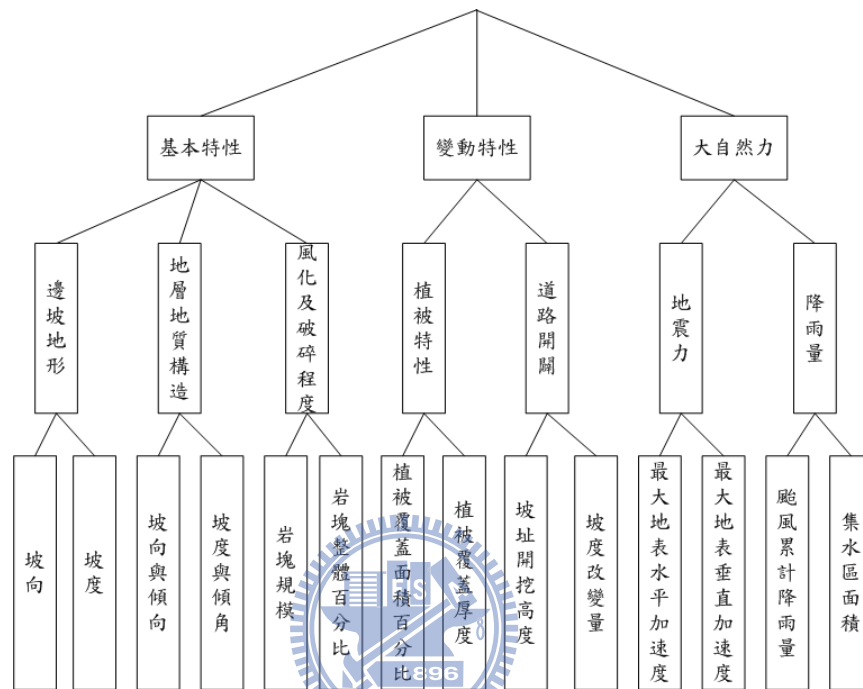 基本特性
變動特性
大自然力
邊坡地形
地層地質構造
風化及破碎程度
植被特性
道路開闢
地震力
降雨量
坡向
坡度
坡向與傾向
坡度與傾角
岩塊規模
岩塊整體百分比
植被覆蓋面積百分比
植被覆蓋厚度
坡址開挖高度
坡度改變量
最大地表水平加速度
最大地表垂直加速度
颱風累計降雨量
集水區面積
1896